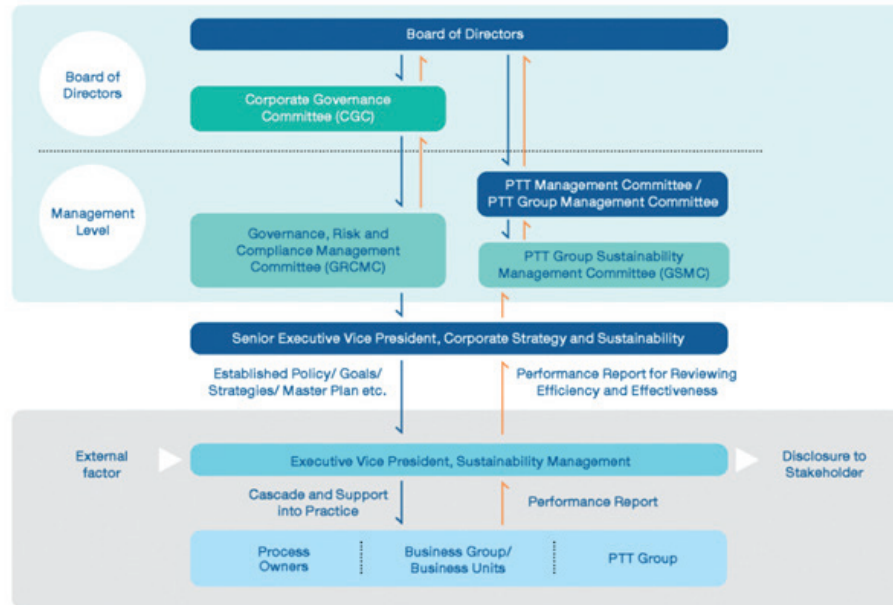 Board of Directors
Board of
Directors
Corporate Governance
Committee (CGC)
Management
Level
PTT Management Committee /
PTT Group Management Committee
Governance, Risk and
Compliance Management
Committee (GRCMC)
PTT Group Sustainability
Management Committee (GSMC)
Senior Executive Vice President, Corporate Strategy and Sustainability
Established Policy/ Goals/
Strategies/ Master Plan etc.
Performance Report for Reviewing
Efficiency and Effectiveness
External
factor
Executive Vice President, Sustainability Management
Disclosure to
Stakeholder
Cascade and Support
into Practice
Performance Report
Process
Owners
Business Group/
Business Units
PTT Group